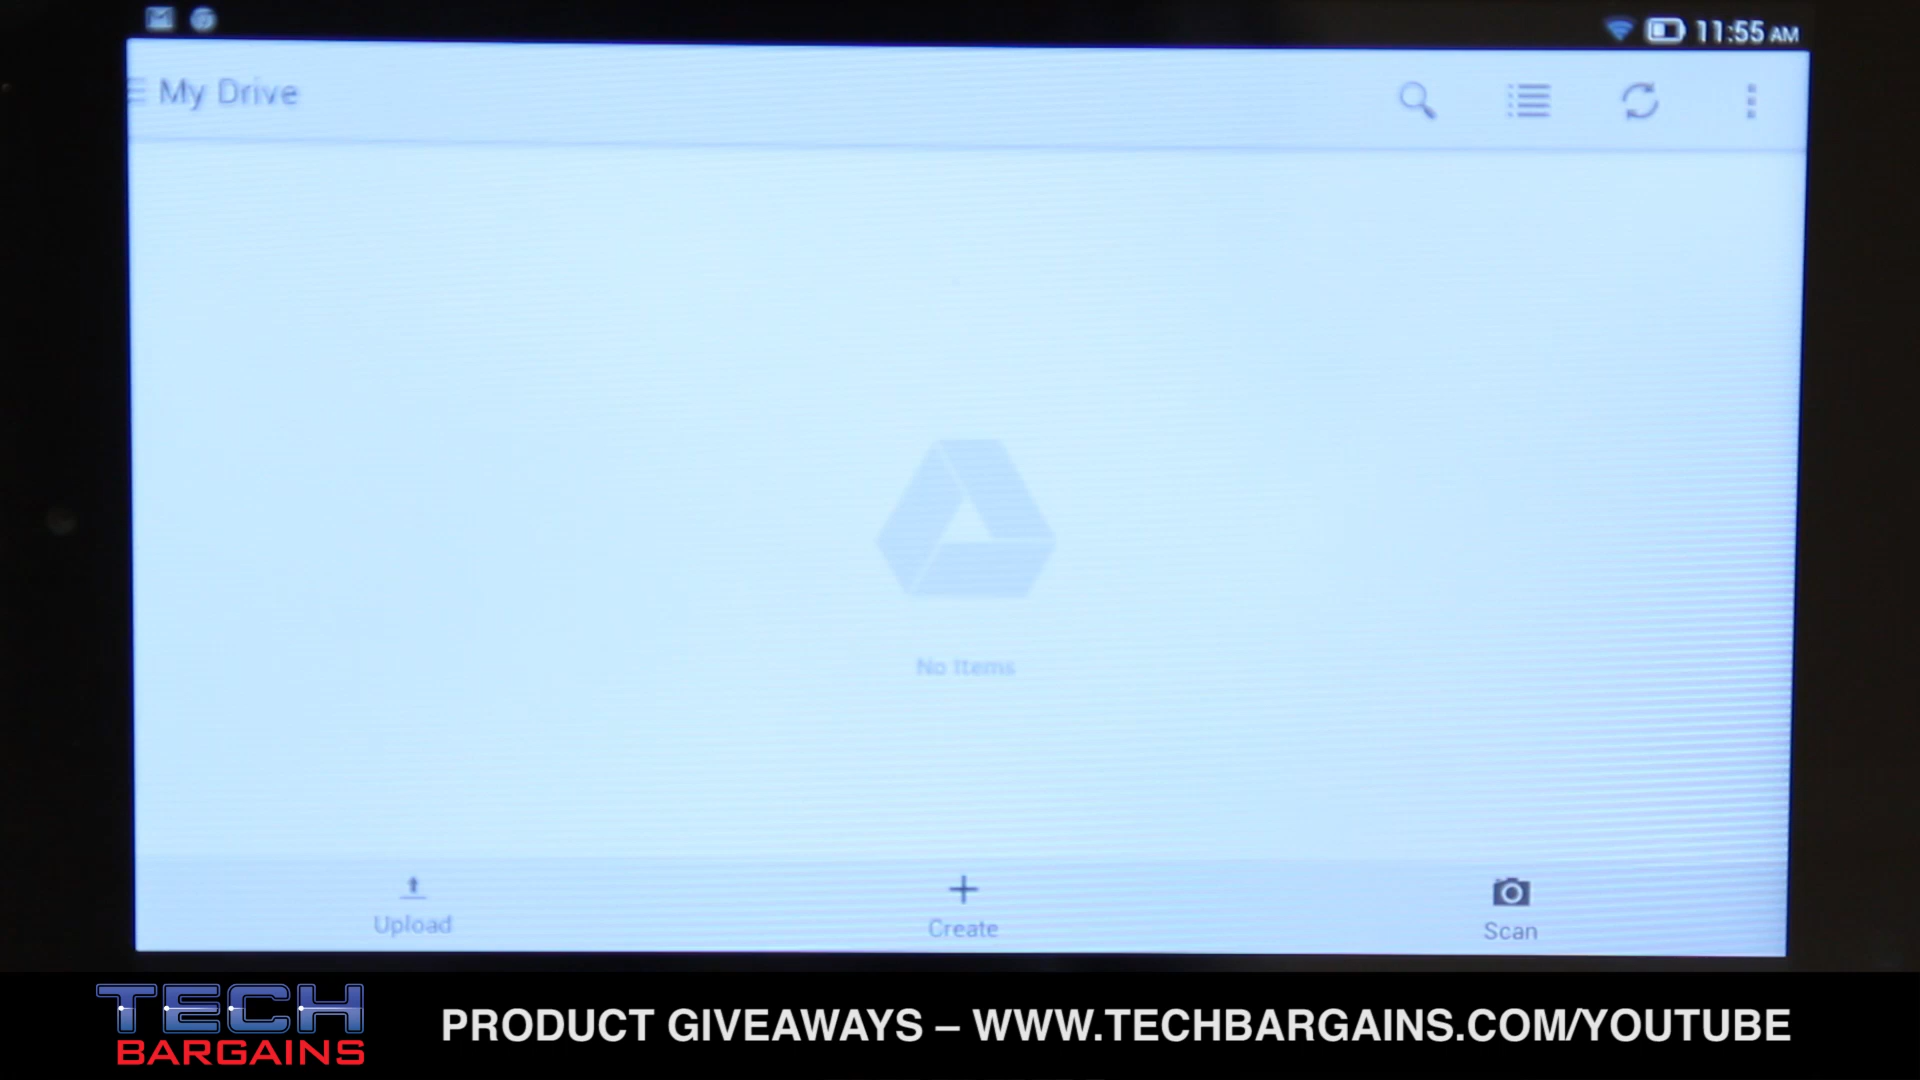 11:55 AM
My Drive
No Items
Upload
Create
Scan
TECH
BARGAINS
PRODUCT GIVEAWAYS – WWW.TECHBARGAINS.COM/YOUTUBE